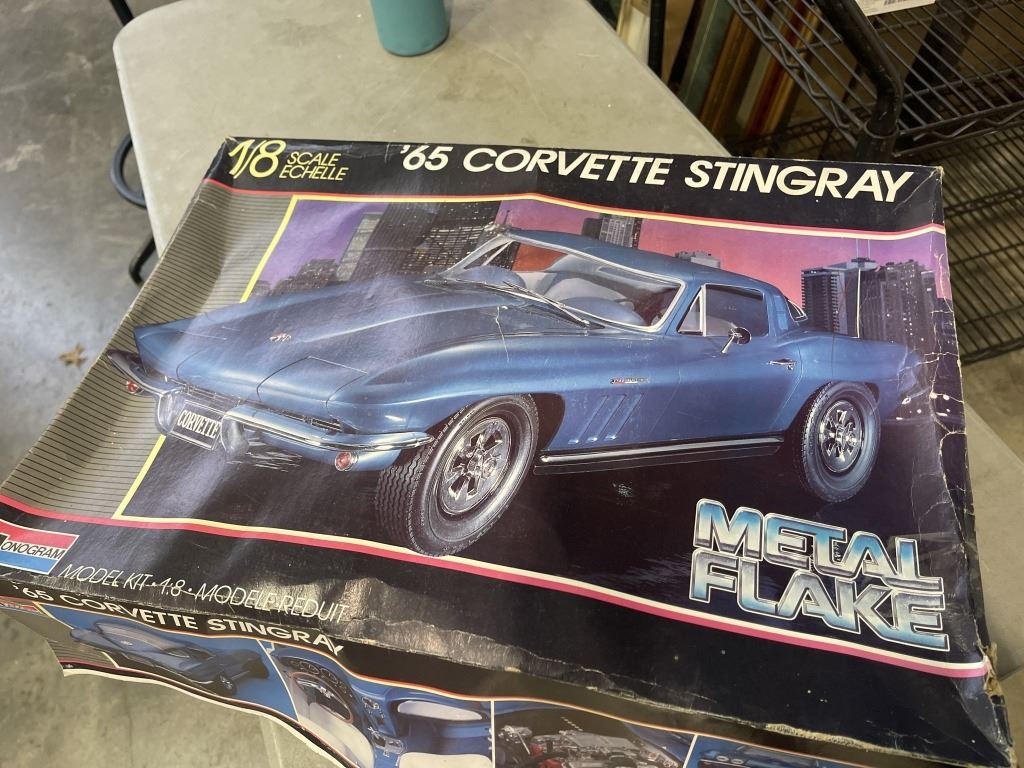 1/8 SCALE
ECHELLE
'65 CORVETTE STINGRAY
CORVETTE
METAL
FLAKE
MONOGRAM
MODEL KIT • 1:8 • MODELE REDUIT
'65 CORVETTE STINGRAY